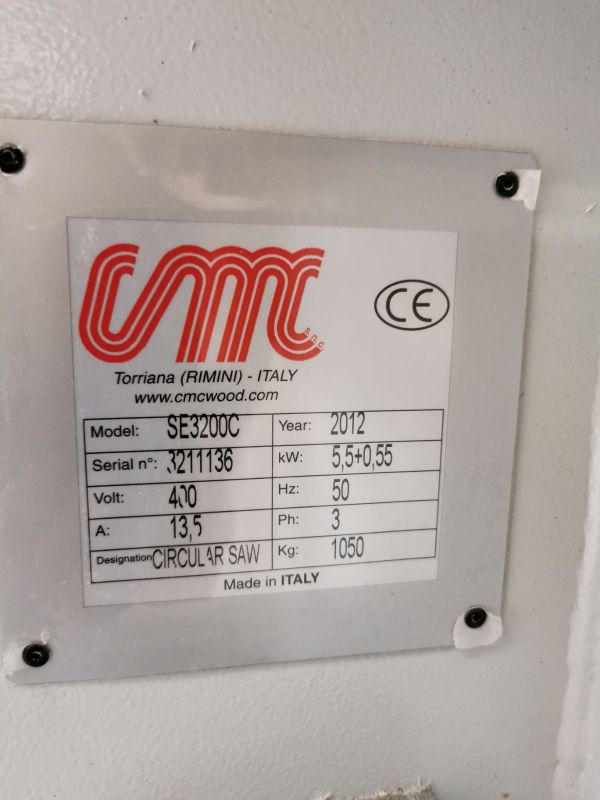 cmc s.n.c.
CE
Torriana (RIMINI) - ITALY
www.cmcwood.com
Model: SE3200C Year: 2012
Serial n°: 3211136 kW: 5,5+0,55
Volt: 400 Hz: 50
A: 13,5 Ph: 3
Designation CIRCULAR SAW Kg: 1050
Made in ITALY